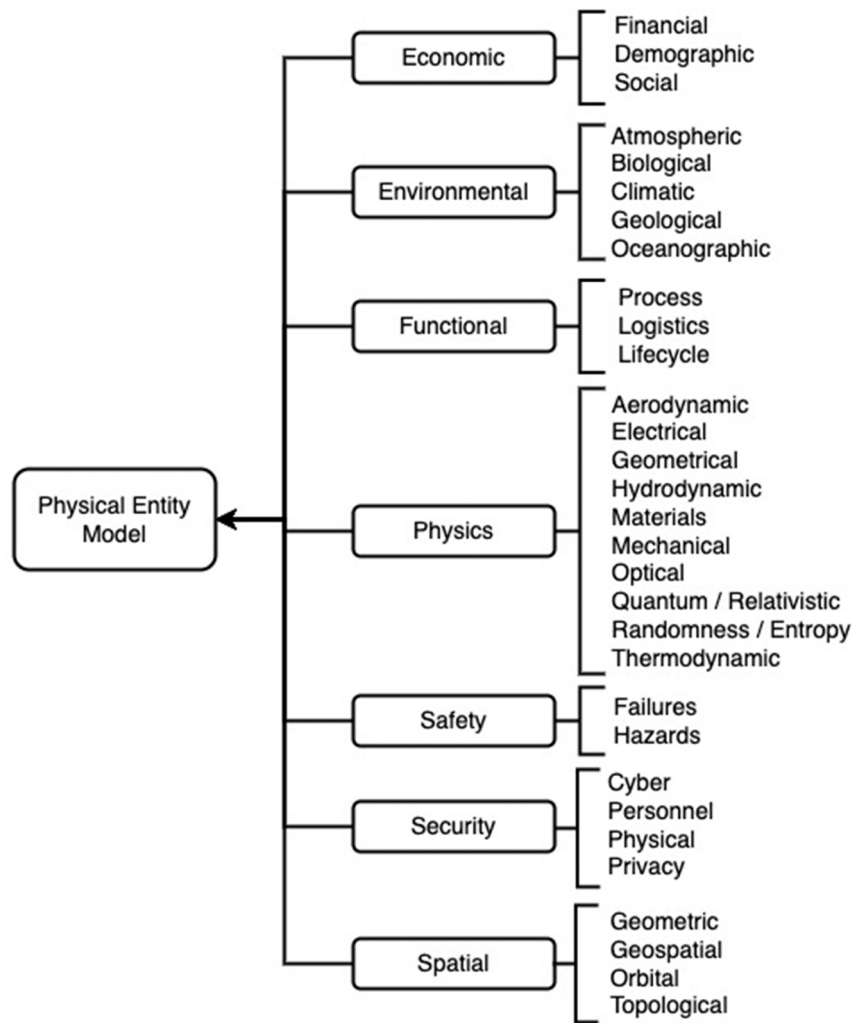 Economic
Financial
Demographic
Social
Environmental
Atmospheric
Biological
Climatic
Geological
Oceanographic
Functional
Process
Logistics
Lifecycle
Physical Entity
Model
Physics
Aerodynamic
Electrical
Geometrical
Hydrodynamic
Materials
Mechanical
Optical
Quantum / Relativistic
Randomness / Entropy
Thermodynamic
Safety
Failures
Hazards
Security
Cyber
Personnel
Physical
Privacy
Spatial
Geometric
Geospatial
Orbital
Topological